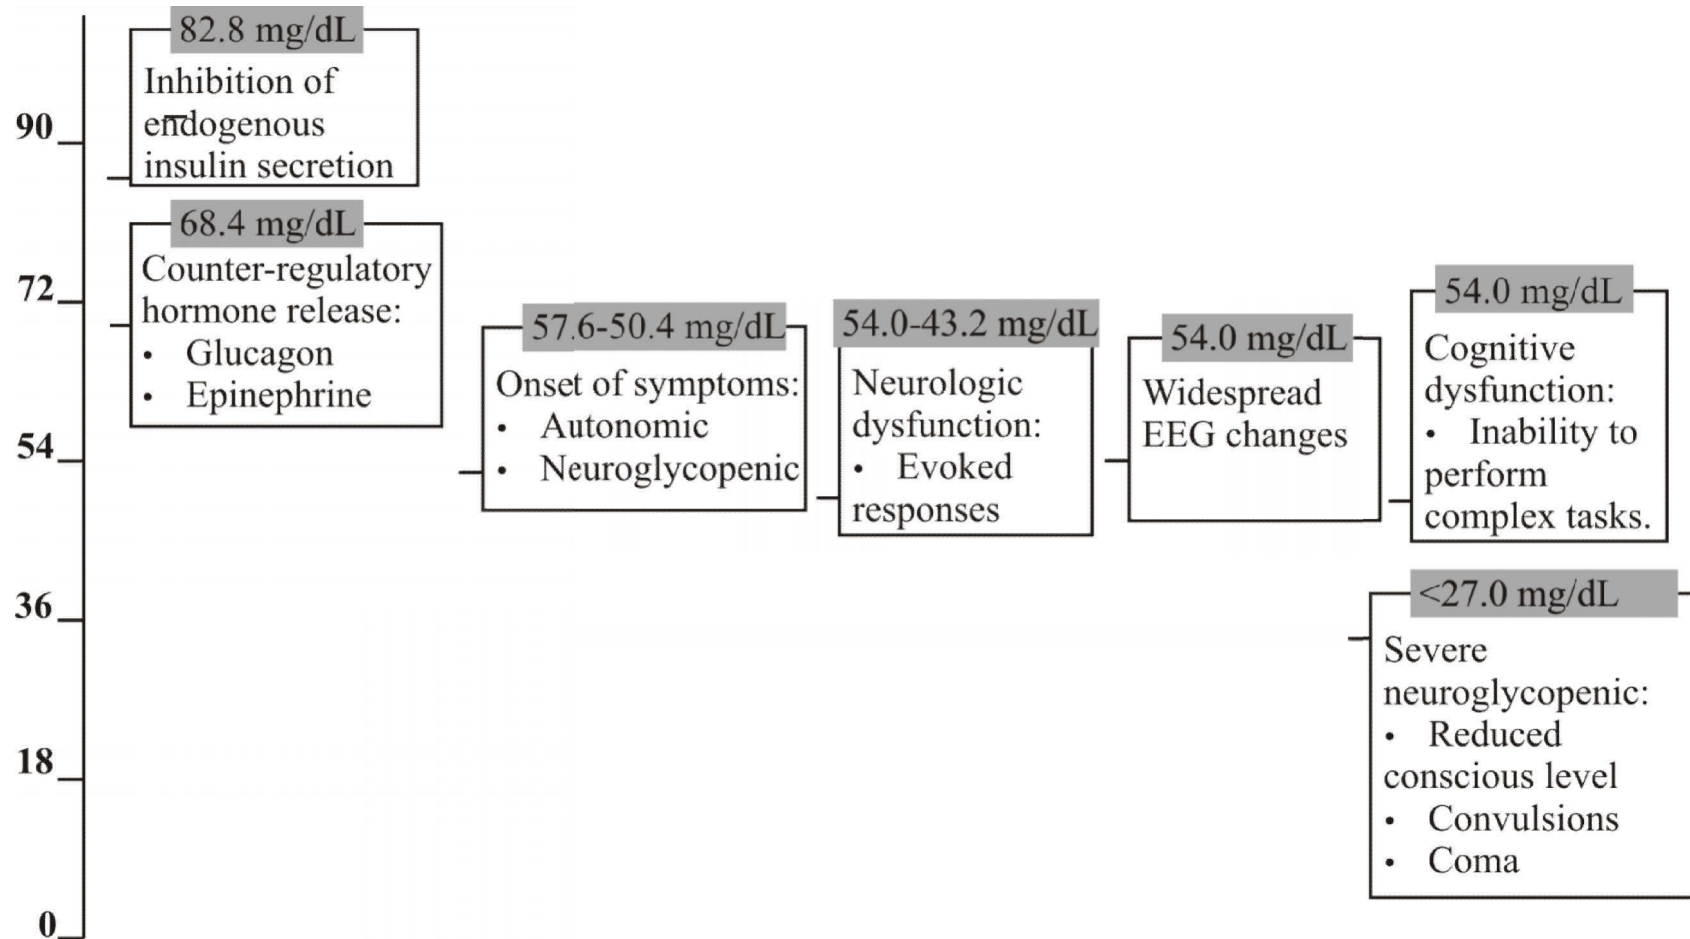 90
72
54
36
18
0
82.8 mg/dL
Inhibition of
endogenous
insulin secretion
68.4 mg/dL
Counter-regulatory
hormone release:
• Glucagon
• Epinephrine
57.6-50.4 mg/dL
Onset of symptoms:
• Autonomic
• Neuroglycopenic
54.0-43.2 mg/dL
Neurologic
dysfunction:
• Evoked
responses
54.0 mg/dL
Widespread
EEG changes
54.0 mg/dL
Cognitive
dysfunction:
• Inability to
perform
complex tasks.
<27.0 mg/dL
Severe
neuroglycopenic:
• Reduced
conscious level
• Convulsions
• Coma